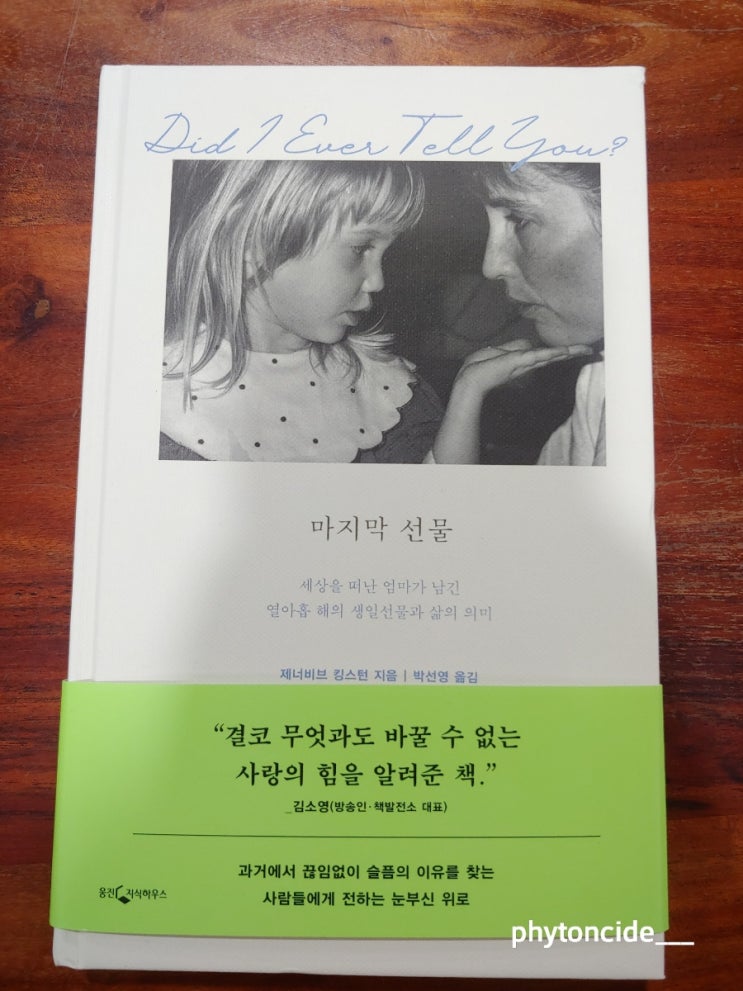 Did I Ever Tell You?
마지막 선물
세상을 떠난 엄마가 남긴
열아홉 해의 생일선물과 삶의 의미
제너비브 킹스턴 지음 | 박선영 옮김
“결코 무엇과도 바꿀 수 없는
사랑의 힘을 알려준 책.”
_김소영(방송인·책발전소 대표)
과거에서 끊임없이 슬픔의 이유를 찾는
사람들에게 전하는 눈부신 위로
웅진 지식하우스
phytoncide___